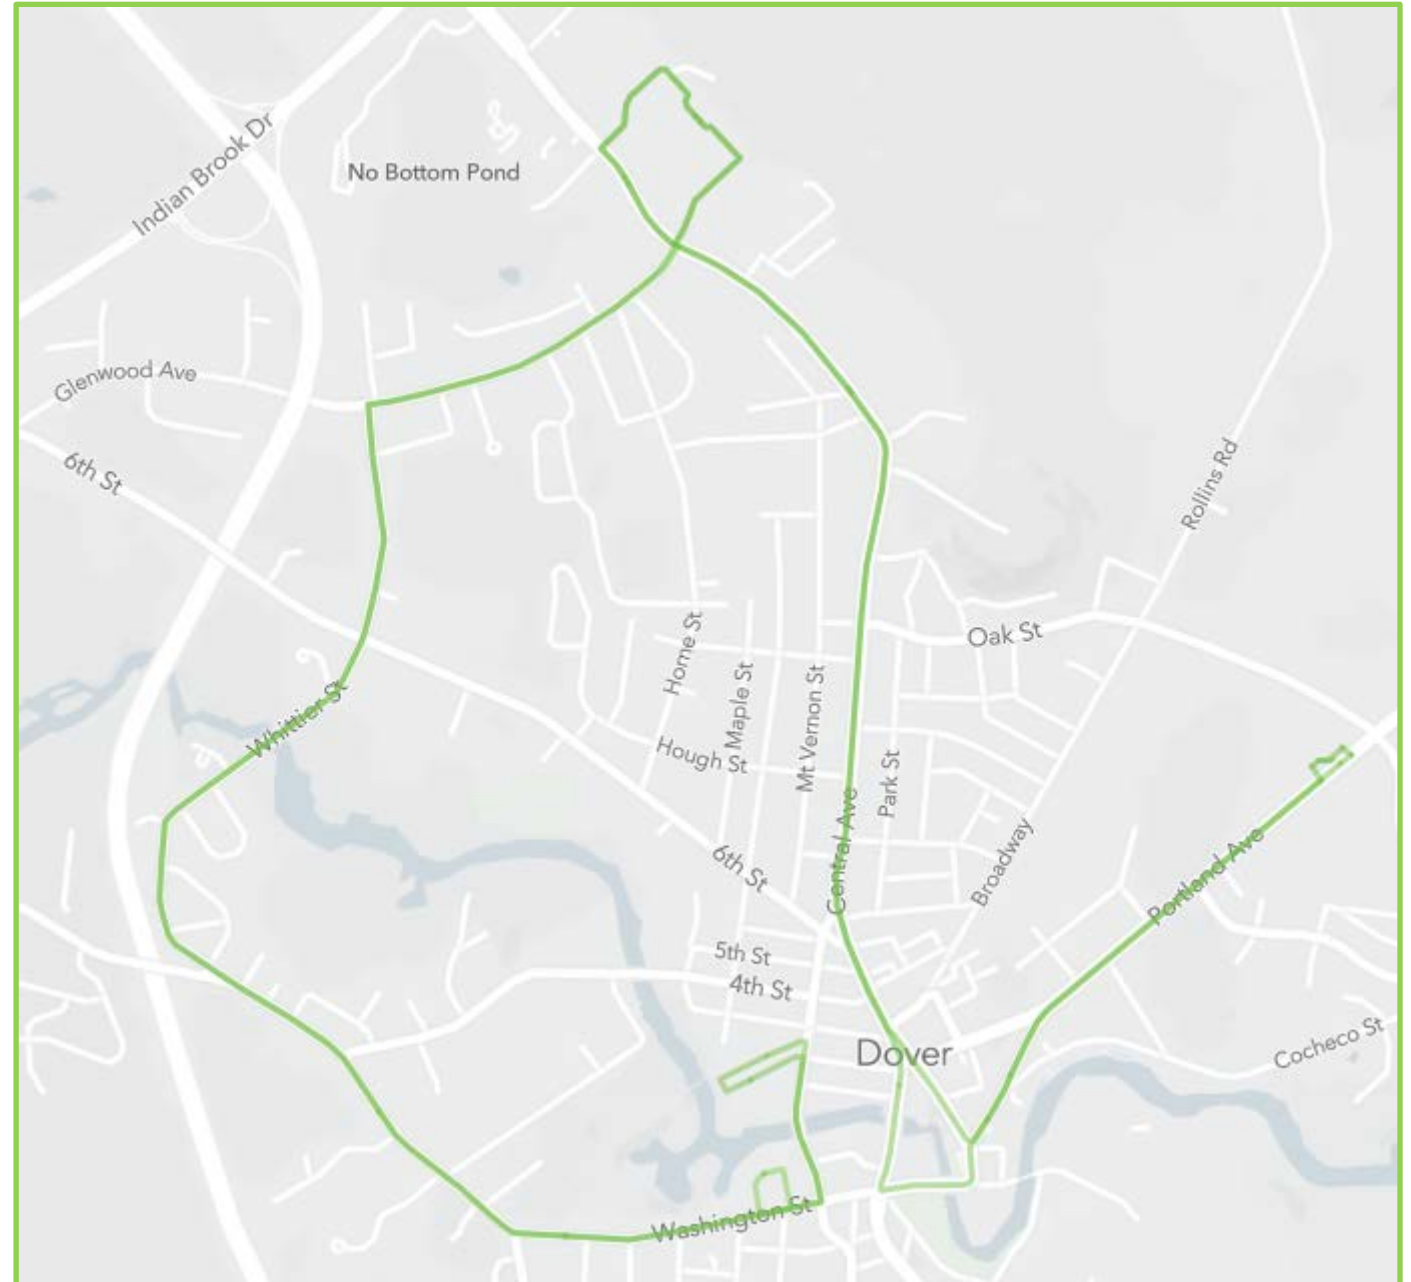 Indian Brook Dr
No Bottom Pond
Glenwood Ave
6th St
Rollins Rd
Oak St
Home St
Maple St
Mt Vernon St
Whittier St
Hough St
Park St
Central Ave
Broadway
6th St
Portland Ave
5th St
4th St
Dover
Cocheco St
Washington St